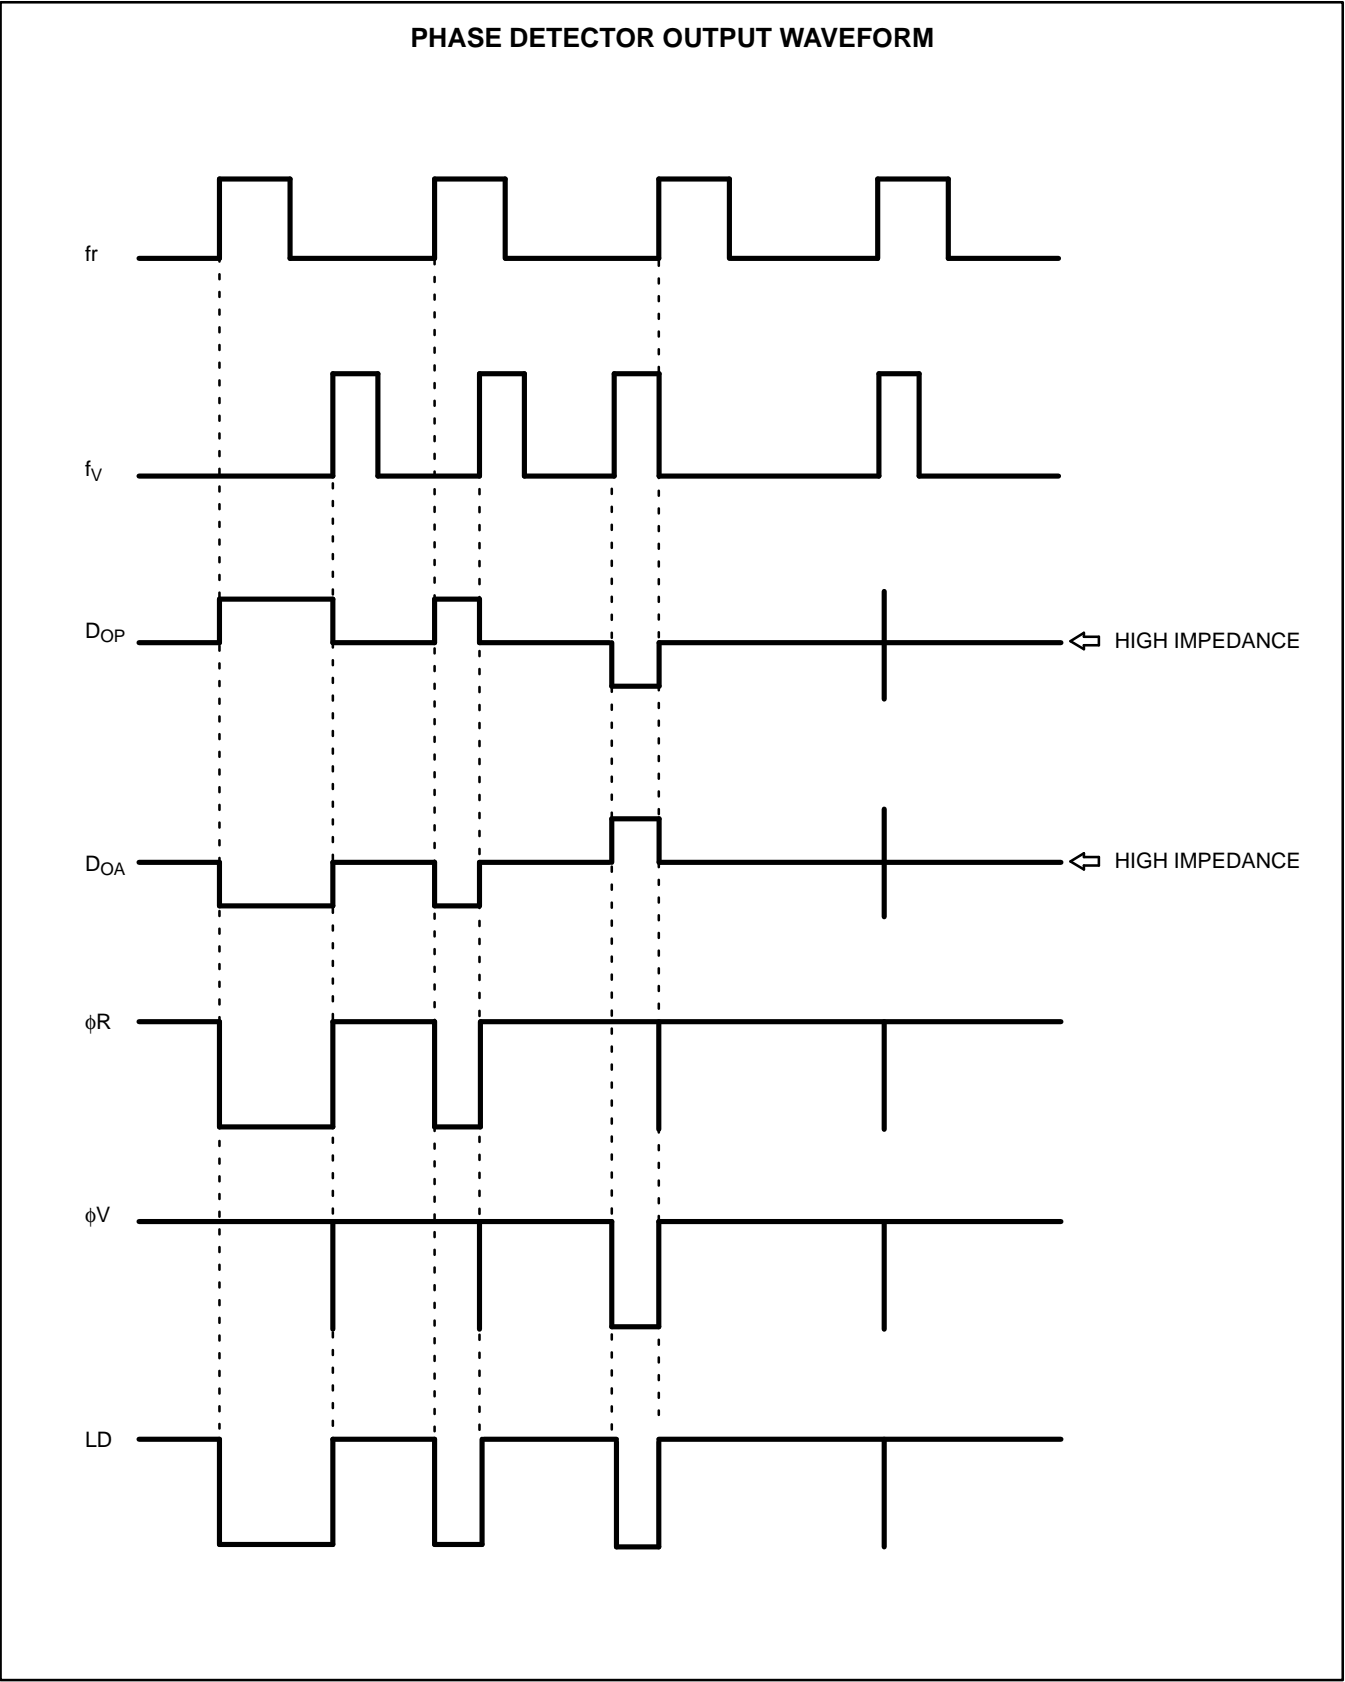 PHASE DETECTOR OUTPUT WAVEFORM
fr
fV
DOP
HIGH IMPEDANCE
DOA
HIGH IMPEDANCE
ϕR
ϕV
LD